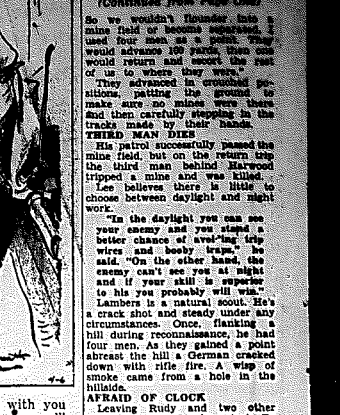 (Continued from Page One)
So we wouldn't flounder into a
mine field or become separated, I
used four men as a point. They
would advance 100 yards, then one
would return and escort the rest
of us to where they were."
They advanced in crouched po-
sitions, patting the ground to
make sure no mines were there
and then carefully stepping in the
tracks made by their hands.
THIRD MAN DIES
His patrol successfully passed the
mine field, but on the return trip
the third man behind Harwood
tripped a mine and was killed.
Lee believes there is little to
choose between daylight and night
work.
"In the daylight you can see
your enemy and you stand a
better chance of avoiding trip
wires and booby traps," he
said. "On the other hand, the
enemy can't see you at night
and if your skill is superior
to his you probably will win."
Lambers is a natural scout. He's
a crack shot and steady under any
circumstances. Once, flanking a
hill during reconnaissance, he had
four men. As they gained a point
abreast the hill a German cracked
down with rifle fire. A wisp of
smoke came from a hole in the
hillside.
AFRAID OF CLOCK
Leaving Rudy and two other
4-6
with you